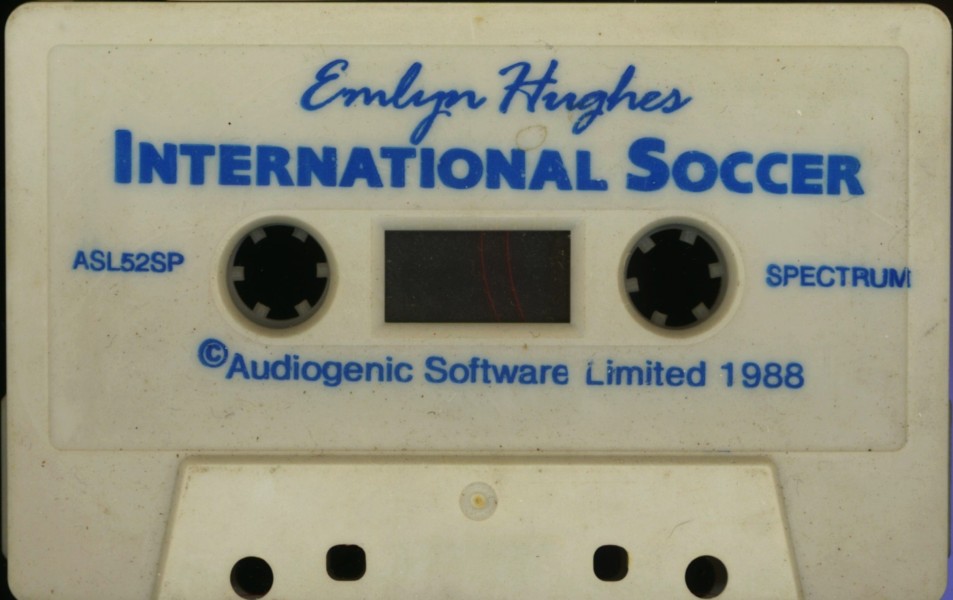 Emlyn Hughes
INTERNATIONAL SOCCER
ASL52SP
SPECTRUM
©Audiogenic Software Limited 1988